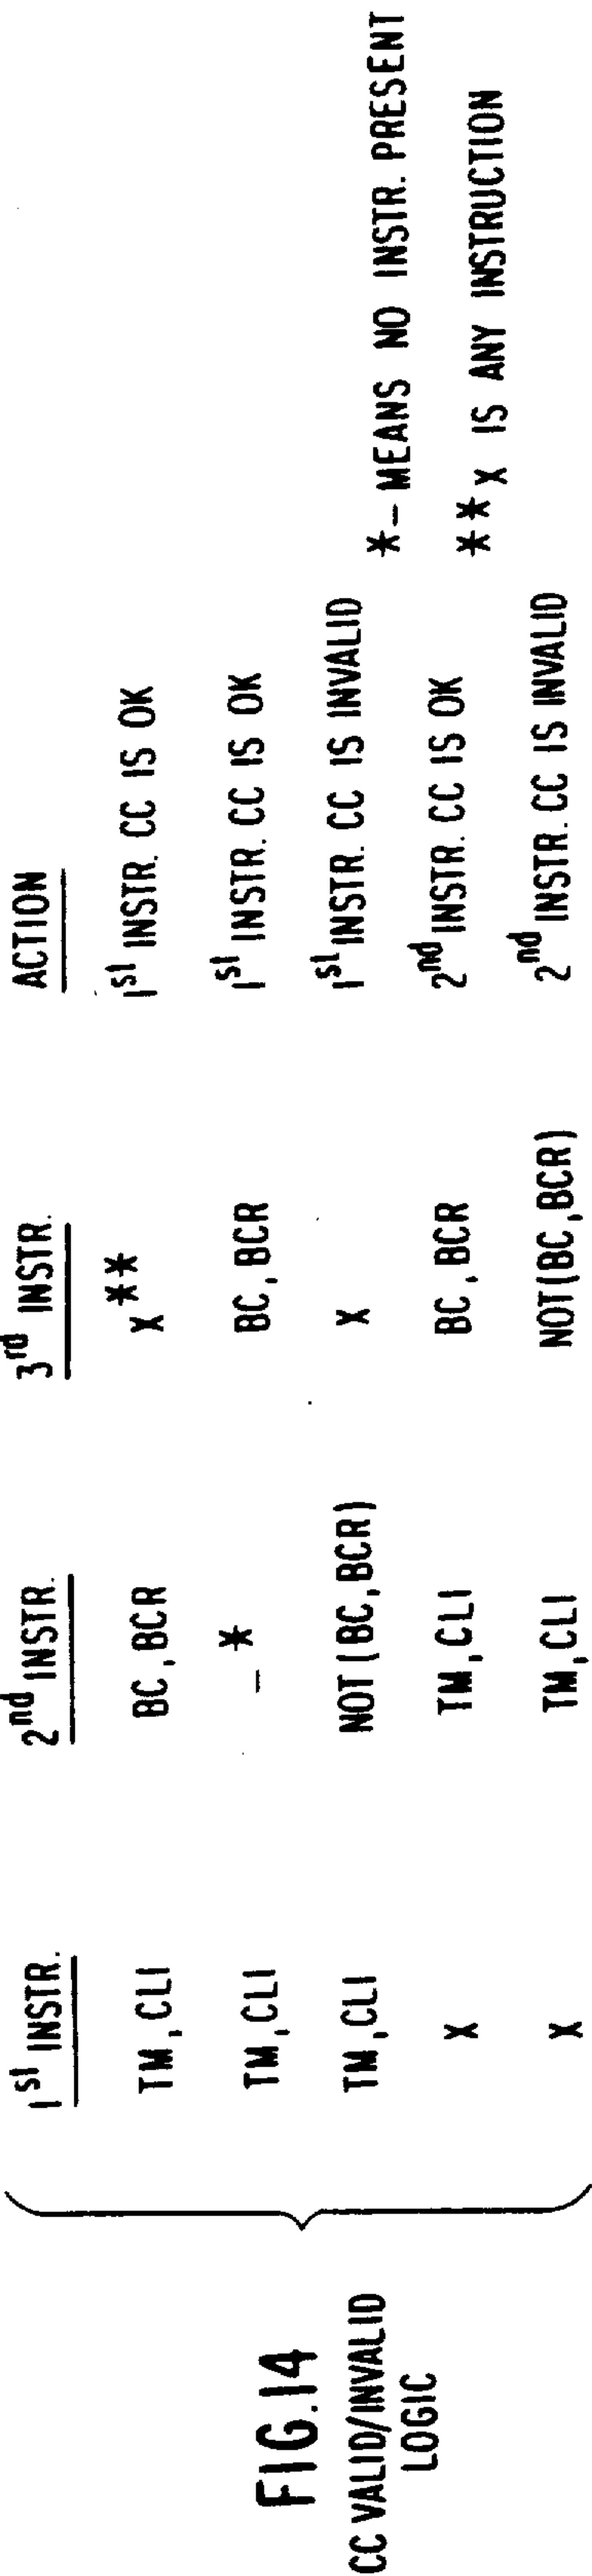 FIG.14
CC VALID/INVALID
LOGIC
1st INSTR. 2nd INSTR. 3rd INSTR. ACTION
TM,CLI BC,BCR X** 1st INSTR. CC IS OK
TM,CLI –* BC,BCR 1st INSTR. CC IS OK
TM,CLI NOT(BC,BCR) X 1st INSTR. CC IS INVALID
X TM,CLI BC,BCR 2nd INSTR. CC IS OK
X TM,CLI NOT(BC,BCR) 2nd INSTR. CC IS INVALID
*– MEANS NO INSTR. PRESENT
**X IS ANY INSTRUCTION